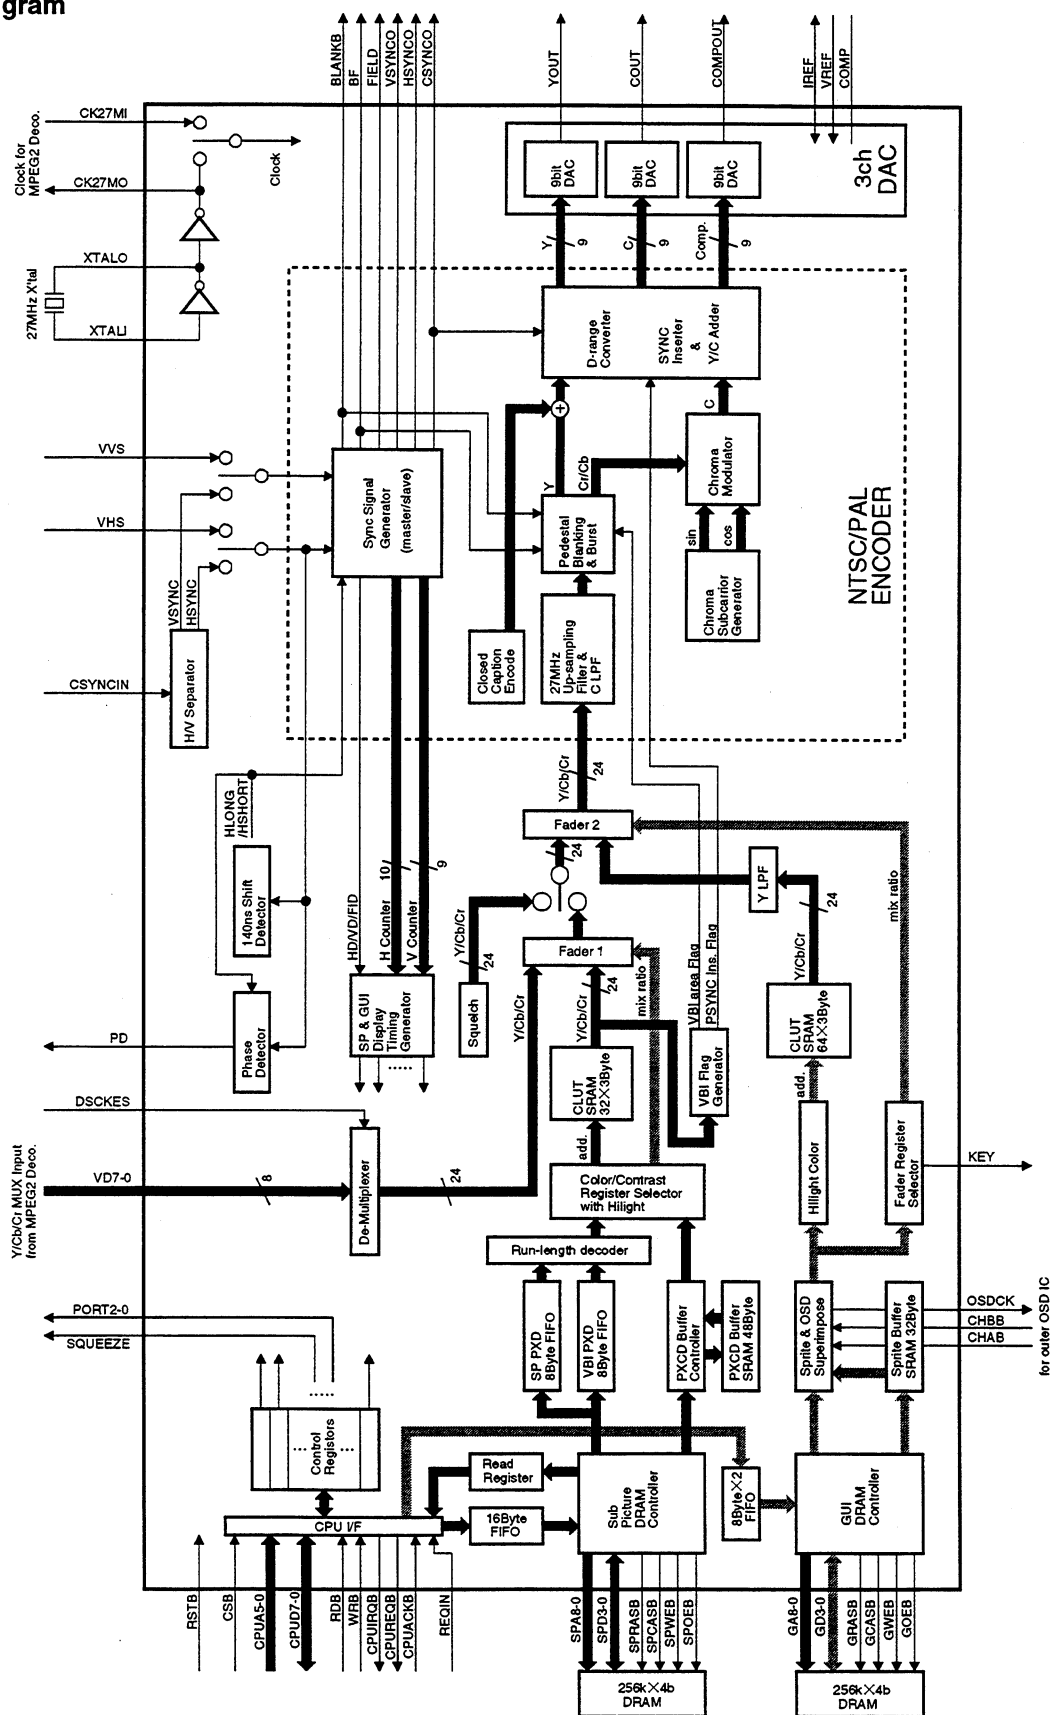 gram
BLANKB
BF
FIELD
VSYNCO
HSYNCO
CSYNCO
YOUT
COUT
COMPOUT
IREF
VREF
COMP
Clock for
MPEG2 Deco.
CK27MI
CK27MO
Clock
XTALO
27MHz X'tal
XTALI
9bit
DAC
9bit
DAC
9bit
DAC
3ch
DAC
Y
9
C
9
Comp.
9
D-range
Converter
SYNC
Inserter
&
Y/C Adder
VVS
VHS
VSYNC
HSYNC
CSYNCIN
H/V Separator
Sync Signal
Generator
(master/slave)
+
Y
Cr/Cb
C
Chroma
Modulator
Pedestal
Blanking
& Burst
sin
cos
Chroma
Subcarrior
Generator
NTSC/PAL
ENCODER
Closed
Caption
Encode
27MHz
Up-sampling
Filter &
C LPF
HLONG
/HSHORT
140ns Shift
Detector
Phase
Detector
PD
HD/VD/FID
H Counter
10
V Counter
9
SP & GUI
Display
Timing
Generator
.....
Y/Cb/Cr
24
Fader 2
24
Squelch
Y/Cb/Cr
24
Fader 1
Y/Cb/Cr
Y/Cb/Cr
24
mix ratio
VBI area Flag
PSYNC Ins. Flag
Y LPF
24
Y/Cb/Cr
mix ratio
CLUT
SRAM
32×3Byte
VBI Flag
Generator
CLUT
SRAM
64×3Byte
DSCKES
Y/Cb/Cr MUX Input
from MPEG2 Deco.
VD7-0
8
De-Multiplexer
24
add.
Color/Contrast
Register Selector
with Hilight
add.
Hilight Color
Fader Register
Selector
KEY
Run-length decoder
PORT2-0
SQUEEZE
SP PXD
8Byte FIFO
VBI PXD
8Byte FIFO
PXCD Buffer
Controller
PXCD Buffer
SRAM 48Byte
Sprite & OSD
Superimpose
Sprite Buffer
SRAM 32Byte
OSDCK
CHBB
CHAB
for outer OSD IC
......
...
Control
Registers
...
Read
Register
CPU I/F
16Byte
FIFO
Sub
Picture
DRAM
Controller
8Byte×2
FIFO
GUI
DRAM
Controller
RSTB
CSB
CPUA5-0
CPUD7-0
RDB
WRB
CPUIRQB
CPUREQB
CPUACKB
REQIN
SPA8-0
SPD3-0
SPRASB
SPCASB
SPWEB
SPOEB
GA8-0
GD3-0
GRASB
GCASB
GWEB
GOEB
256k×4b
DRAM
256k×4b
DRAM